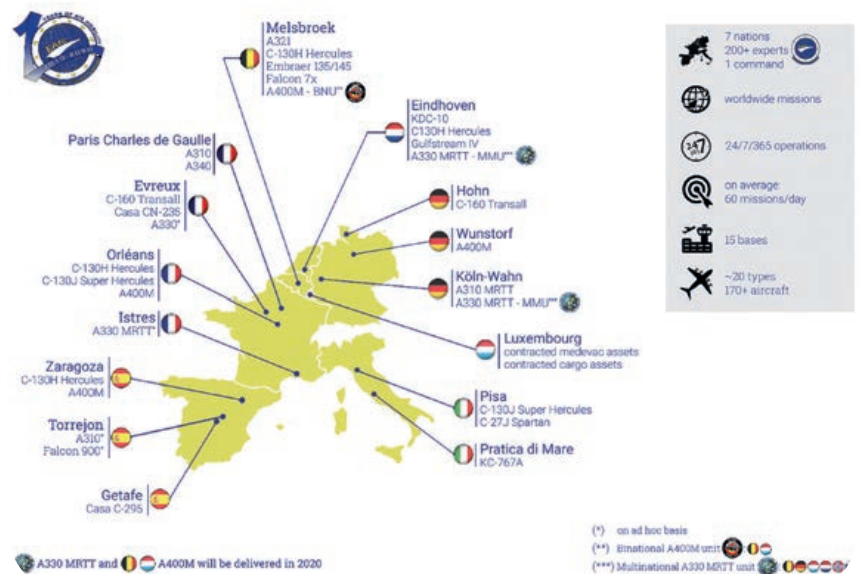 YEARS OF AIR
EATC
Melsbroek
A321
C-130H Hercules
Embraer 135/145
Falcon 7x
A400M - BNU**
Eindhoven
KDC-10
C130H Hercules
Gulfstream IV
A330 MRTT - MMU***
Paris Charles de Gaulle
A310
A340
Evreux
C-160 Transall
Casa CN-235
A330*
Hohn
C-160 Transall
Wunstorf
A400M
Orléans
C-130H Hercules
C-130J Super Hercules
A400M
Köln-Wahn
A310 MRTT
A330 MRTT - MMU***
Istres
A330 MRTT*
Luxembourg
contracted medevac assets
contracted cargo assets
Zaragoza
C-130H Hercules
A400M
Pisa
C-130J Super Hercules
C-27J Spartan
Torrejon
A310*
Falcon 900*
Pratica di Mare
KC-767A
Getafe
Casa C-295
7 nations
200+ experts
1 command
worldwide missions
24/7
24/7/365 operations
on average:
60 missions/day
15 bases
~20 types
170+ aircraft
A330 MRTT and A400M will be delivered in 2020
(*) on ad hoc basis
(**) Binational A400M unit
(***) Multinational A330 MRTT unit